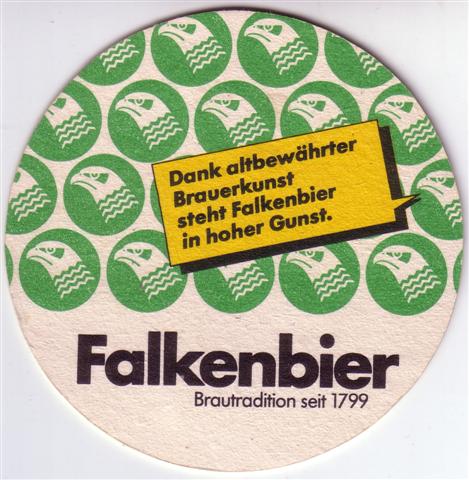 Dank altbewährter
Brauerkunst
steht Falkenbier
in hoher Gunst.
Falkenbier
Brautradition seit 1799